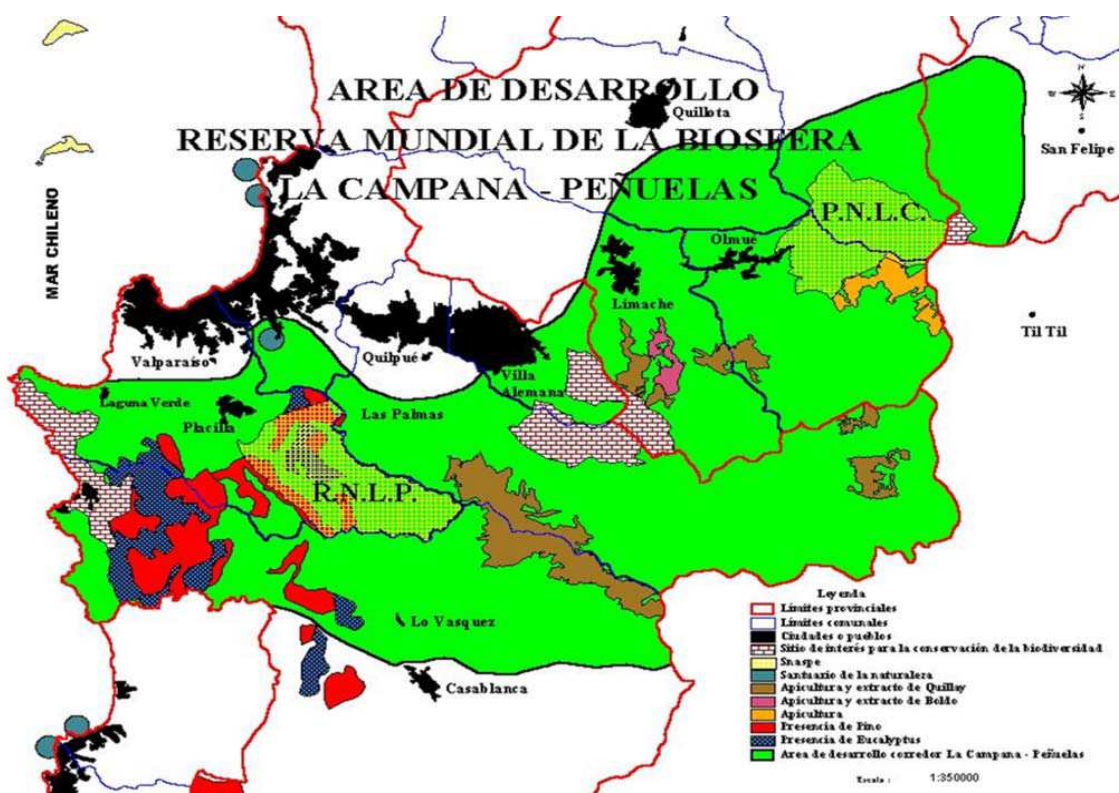 AREA DE DESARROLLO
RESERVA MUNDIAL DE LA BIOSFERA
LA CAMPANA - PEÑUELAS
Quillota
San Felipe
MAR CHILENO
P.N.L.C.
Olmué
Limache
Til Til
Valparaíso
Quilpué
Villa
Alemana
Laguna Verde
Placilla
Las Palmas
R.N.L.P.
Lo Vasquez
Casablanca
Leyenda
Límites provinciales
Límites comunales
Ciudades o pueblos
Sitio de interés para la conservación de la biodiversidad
Snaspe
Santuario de la naturaleza
Apicultura y extracto de Quillay
Apicultura y extracto de Boldo
Apicultura
Presencia de Pino
Presencia de Eucalyptus
Area de desarrollo corredor La Campana - Peñuelas
Escala : 1:350000